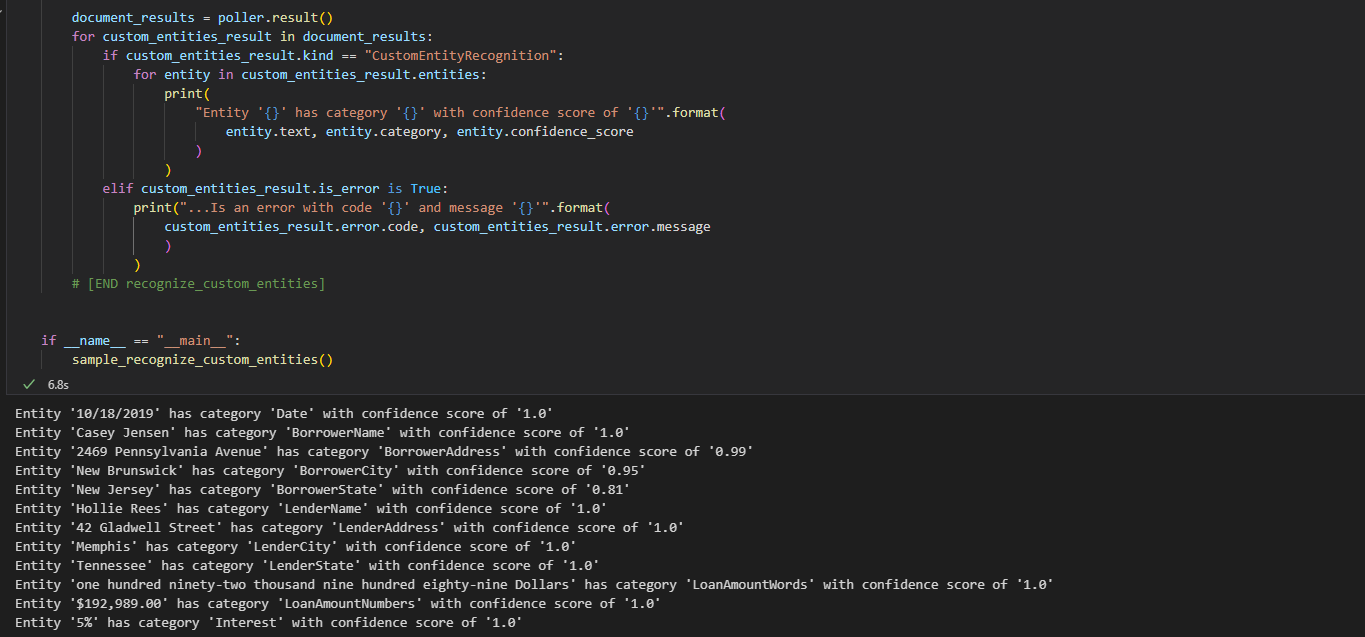 document_results = poller.result()
for custom_entities_result in document_results:
if custom_entities_result.kind == "CustomEntityRecognition":
for entity in custom_entities_result.entities:
print(
"Entity '{}' has category '{}' with confidence score of '{}'".format(
entity.text, entity.category, entity.confidence_score
)
)
elif custom_entities_result.is_error is True:
print("...Is an error with code '{}' and message '{}'".format(
custom_entities_result.error.code, custom_entities_result.error.message
)
)
# [END recognize_custom_entities]
if __name__ == "__main__":
sample_recognize_custom_entities()
6.8s
Entity '10/18/2019' has category 'Date' with confidence score of '1.0'
Entity 'Casey Jensen' has category 'BorrowerName' with confidence score of '1.0'
Entity '2469 Pennsylvania Avenue' has category 'BorrowerAddress' with confidence score of '0.99'
Entity 'New Brunswick' has category 'BorrowerCity' with confidence score of '0.95'
Entity 'New Jersey' has category 'BorrowerState' with confidence score of '0.81'
Entity 'Hollie Rees' has category 'LenderName' with confidence score of '1.0'
Entity '42 Gladwell Street' has category 'LenderAddress' with confidence score of '1.0'
Entity 'Memphis' has category 'LenderCity' with confidence score of '1.0'
Entity 'Tennessee' has category 'LenderState' with confidence score of '1.0'
Entity 'one hundred ninety-two thousand nine hundred eighty-nine Dollars' has category 'LoanAmountWords' with confidence score of '1.0'
Entity '$192,989.00' has category 'LoanAmountNumbers' with confidence score of '1.0'
Entity '5%' has category 'Interest' with confidence score of '1.0'